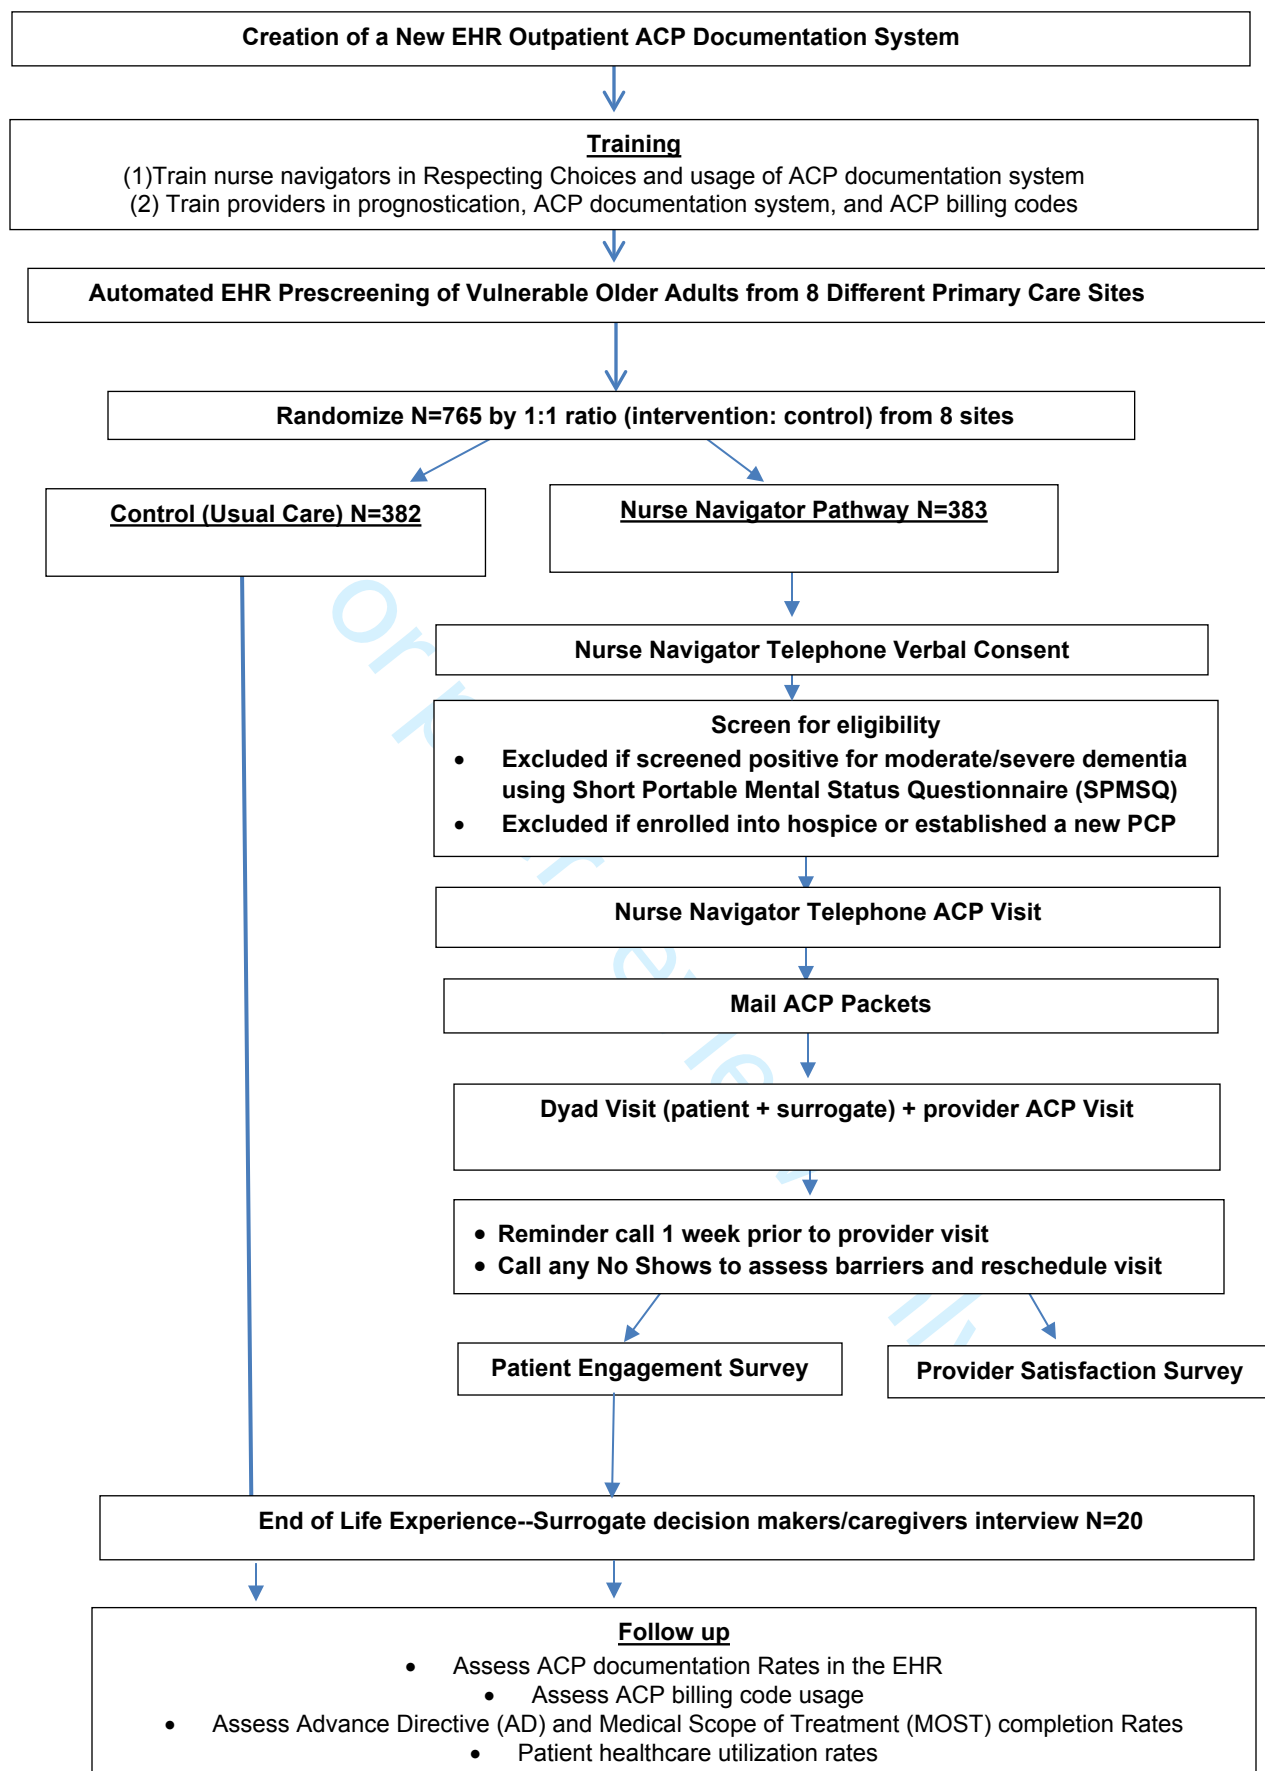 Creation of a New EHR Outpatient ACP Documentation System
Training
(1)Train nurse navigators in Respecting Choices and usage of ACP documentation system
(2) Train providers in prognostication, ACP documentation system, and ACP billing codes
Automated EHR Prescreening of Vulnerable Older Adults from 8 Different Primary Care Sites
Randomize N=765 by 1:1 ratio (intervention: control) from 8 sites
Control (Usual Care) N=382
Nurse Navigator Pathway N=383
Nurse Navigator Telephone Verbal Consent
Screen for eligibility
• Excluded if screened positive for moderate/severe dementia
using Short Portable Mental Status Questionnaire (SPMSQ)
• Excluded if enrolled into hospice or established a new PCP
Nurse Navigator Telephone ACP Visit
Mail ACP Packets
Dyad Visit (patient + surrogate) + provider ACP Visit
• Reminder call 1 week prior to provider visit
• Call any No Shows to assess barriers and reschedule visit
Patient Engagement Survey
Provider Satisfaction Survey
End of Life Experience--Surrogate decision makers/caregivers interview N=20
Follow up
• Assess ACP documentation Rates in the EHR
• Assess ACP billing code usage
• Assess Advance Directive (AD) and Medical Scope of Treatment (MOST) completion Rates
• Patient healthcare utilization rates